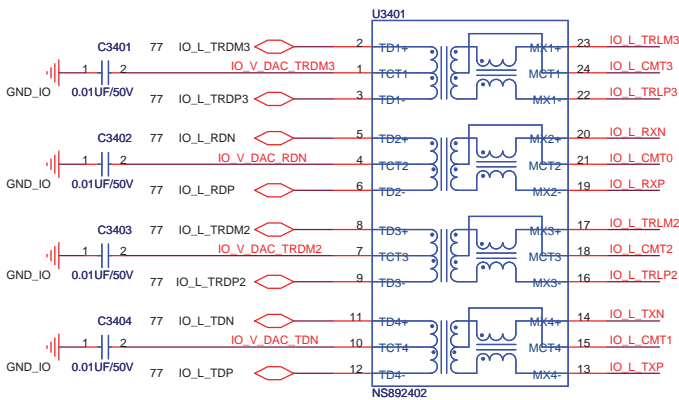 U3401
C3401 77 IO_L_TRDM3 2 TD1+ MX1+ 23 IO_L_TRLM3
1 2 IO_V_DAC_TRDM3 1 TCT1 MCT1 24 IO_L_CMT3
GND_IO 0.01UF/50V 77 IO_L_TRDP3 3 TD1- MX1- 22 IO_L_TRLP3
C3402 77 IO_L_RDN 5 TD2+ MX2+ 20 IO_L_RXN
1 2 IO_V_DAC_RDN 4 TCT2 MCT2 21 IO_L_CMT0
GND_IO 0.01UF/50V 77 IO_L_RDP 6 TD2- MX2- 19 IO_L_RXP
C3403 77 IO_L_TRDM2 8 TD3+ MX3+ 17 IO_L_TRLM2
1 2 IO_V_DAC_TRDM2 7 TCT3 MCT3 18 IO_L_CMT2
GND_IO 0.01UF/50V 77 IO_L_TRDP2 9 TD3- MX3- 16 IO_L_TRLP2
C3404 77 IO_L_TDN 11 TD4+ MX4+ 14 IO_L_TXN
1 2 IO_V_DAC_TDN 10 TCT4 MCT4 15 IO_L_CMT1
GND_IO 0.01UF/50V 77 IO_L_TDP 12 TD4- MX4- 13 IO_L_TXP
NS892402